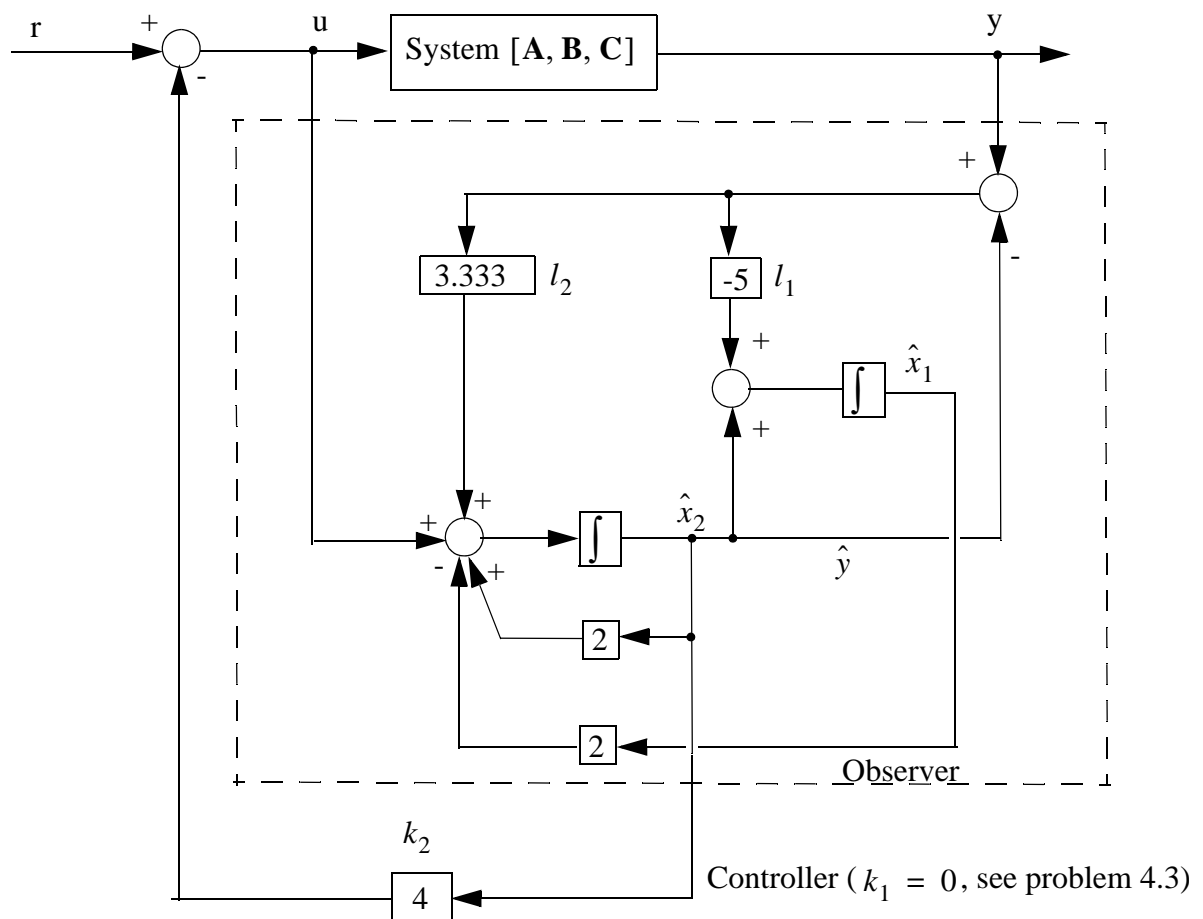 r
+
-
u
System [A, B, C]
y
+
-
3.333
l2
-5
l1
+
+
∫
x̂1
+
+
-
+
∫
x̂2
ŷ
2
2
Observer
k2
4
Controller ( k1 = 0, see problem 4.3)